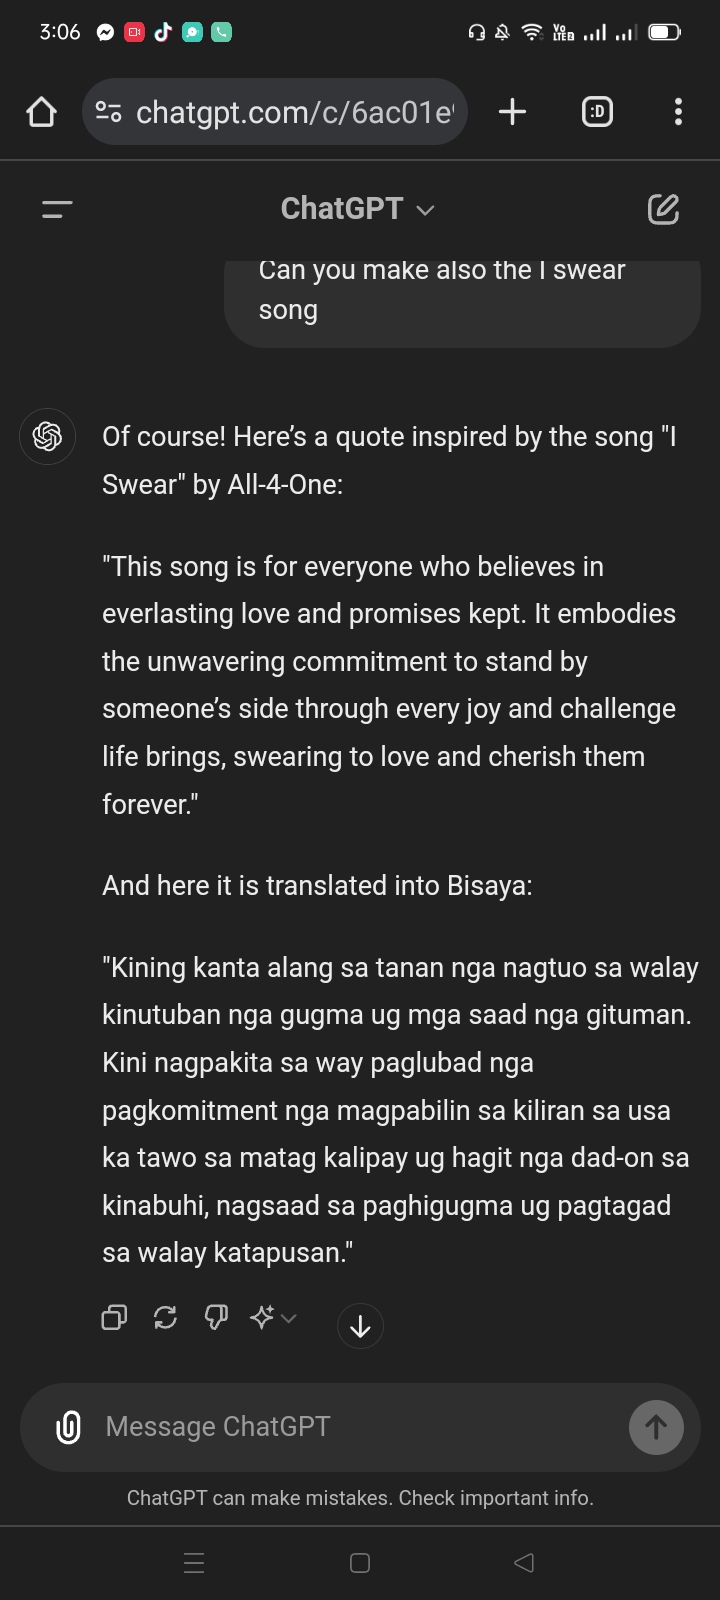 3:06
Vo
LTE2
chatgpt.com/c/6ac01e
:D
ChatGPT
Can you make also the I swear
song
Of course! Here’s a quote inspired by the song "I
Swear" by All-4-One:
"This song is for everyone who believes in
everlasting love and promises kept. It embodies
the unwavering commitment to stand by
someone’s side through every joy and challenge
life brings, swearing to love and cherish them
forever."
And here it is translated into Bisaya:
"Kining kanta alang sa tanan nga nagtuo sa walay
kinutuban nga gugma ug mga saad nga gituman.
Kini nagpakita sa way paglubad nga
pagkomitment nga magpabilin sa kiliran sa usa
ka tawo sa matag kalipay ug hagit nga dad-on sa
kinabuhi, nagsaad sa paghigugma ug pagtagad
sa walay katapusan."
Message ChatGPT
ChatGPT can make mistakes. Check important info.